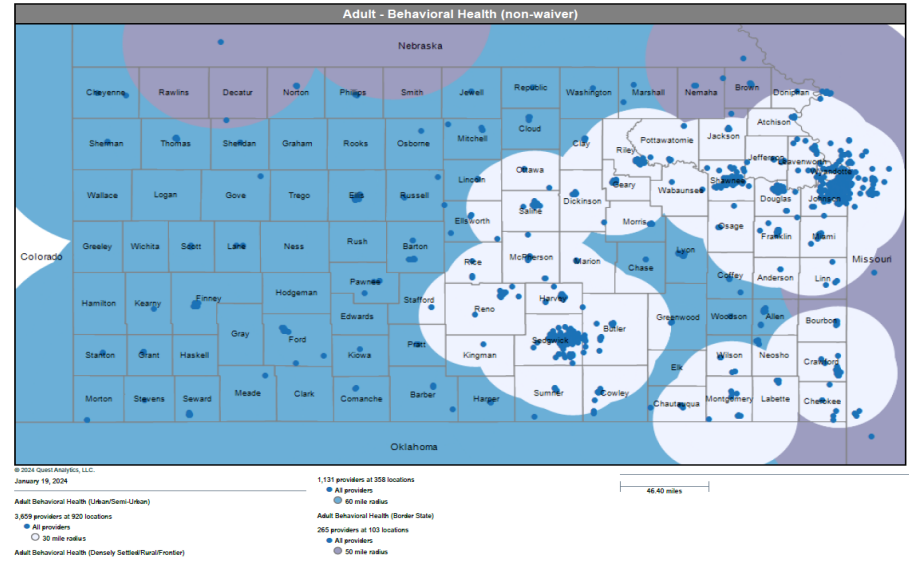 Adult - Behavioral Health (non-waiver)
Nebraska
Cheyenne Rawlins Decatur Norton Phillips Smith Jewell Republic Washington Marshall Nemaha Brown Doniphan
Atchison
Sherman Thomas Sheridan Graham Rooks Osborne Mitchell Cloud Clay Riley Pottawatomie Jackson
Jefferson Leavenworth
Wyandotte
Lincoln Ottawa Geary Wabaunsee Shawnee
Wallace Logan Gove Trego Ellis Russell Saline Dickinson Douglas Johnson
Ellsworth Morris Osage Franklin Miami
Colorado Greeley Wichita Scott Lane Ness Rush Barton Rice McPherson Marion Chase Lyon Missouri
Coffey Anderson Linn
Hamilton Kearny Finney Hodgeman Pawnee Stafford Reno Harvey
Gray Ford Edwards Sedgwick Butler Greenwood Woodson Allen Bourbon
Stanton Grant Haskell Kiowa Pratt Kingman Elk Wilson Neosho Crawford
Morton Stevens Seward Meade Clark Comanche Barber Harper Sumner Cowley Chautauqua Montgomery Labette Cherokee
Oklahoma
© 2024 Quest Analytics, LLC.
January 19, 2024
Adult Behavioral Health (Urban/Semi-Urban)
3,659 providers at 920 locations
All providers
30 mile radius
Adult Behavioral Health (Densely Settled/Rural/Frontier)
1,131 providers at 358 locations
All providers
60 mile radius
Adult Behavioral Health (Border State)
265 providers at 103 locations
All providers
50 mile radius
46.40 miles